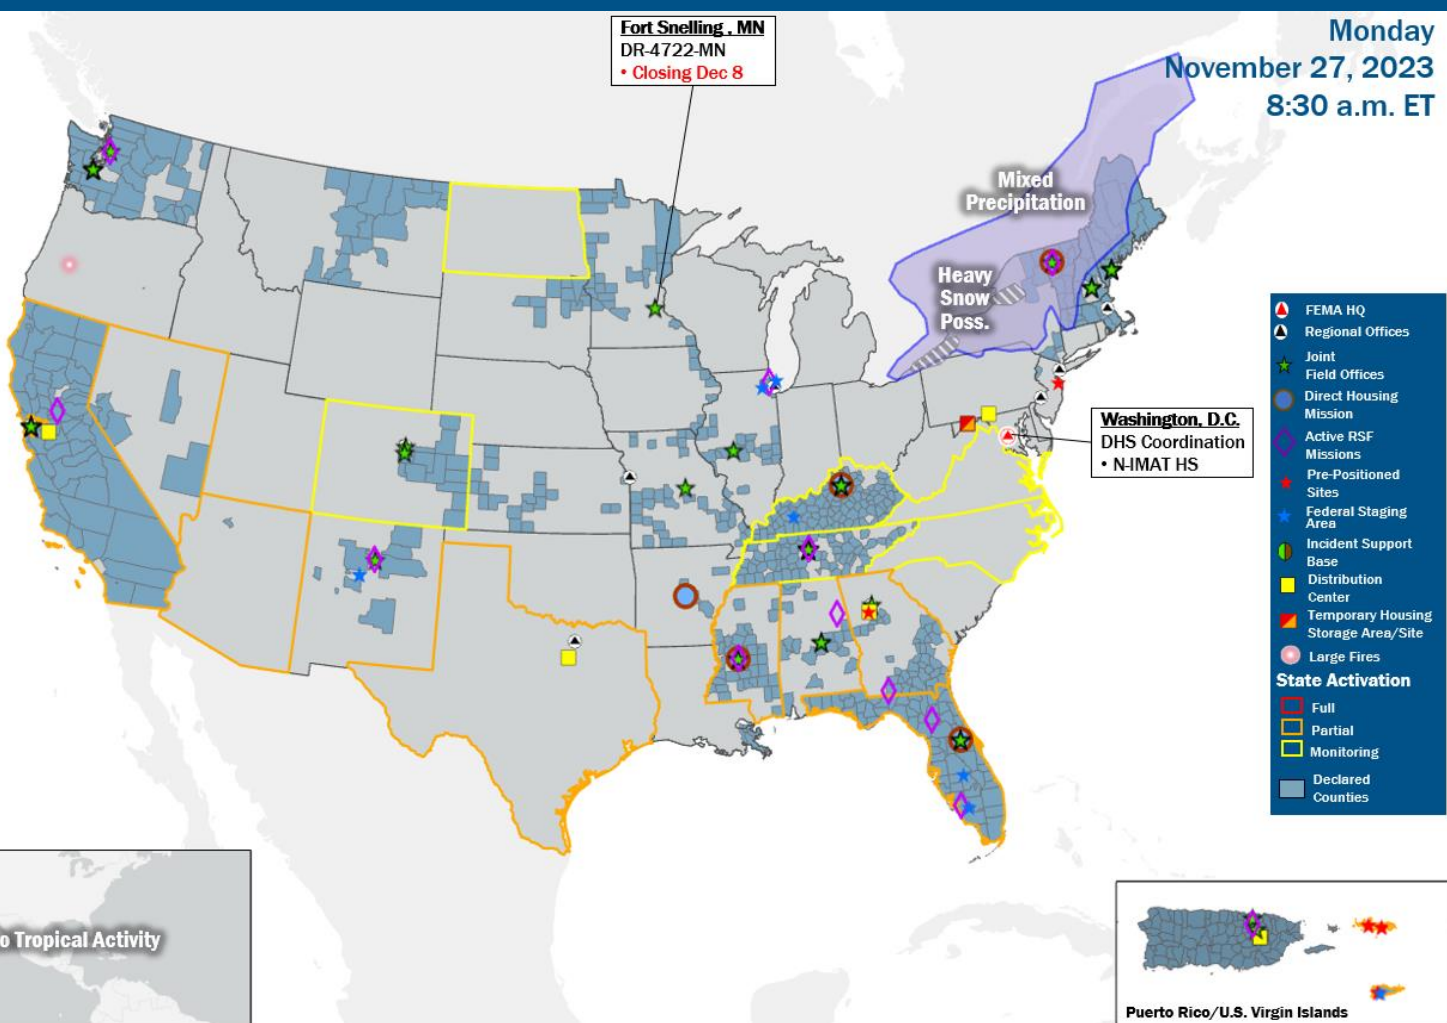 Monday
November 27, 2023
8:30 a.m. ET
Fort Snelling , MN
DR-4722-MN
• Closing Dec 8
Mixed
Precipitation
Heavy
Snow
Poss.
Washington, D.C.
DHS Coordination
• N-IMAT HS
FEMA HQ
Regional Offices
Joint
Field Offices
Direct Housing
Mission
Active RSF
Missions
Pre-Positioned
Sites
Federal Staging
Area
Incident Support
Base
Distribution
Center
Temporary Housing
Storage Area/Site
Large Fires
State Activation
Full
Partial
Monitoring
Declared
Counties
o Tropical Activity
Puerto Rico/U.S. Virgin Islands